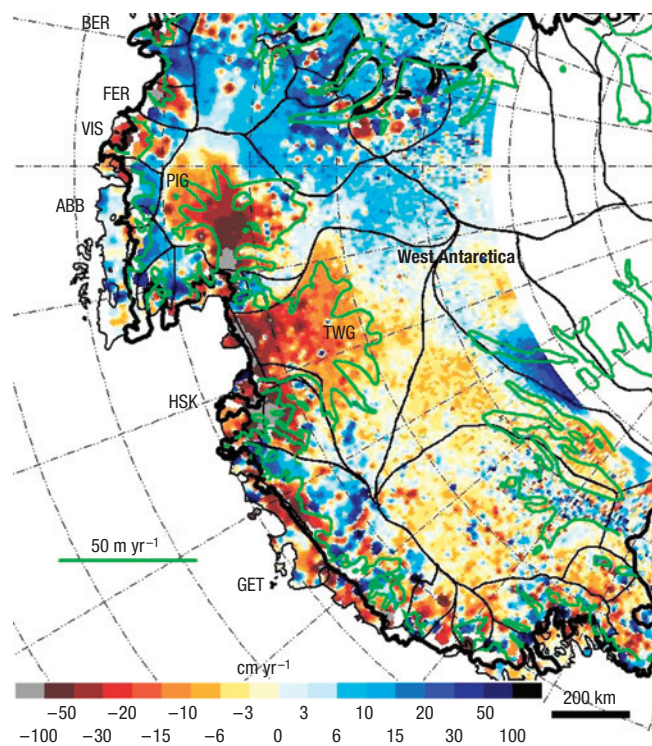 BER
FER
VIS
PIG
ABB
West Antarctica
TWG
HSK
50 m yr⁻¹
GET
cm yr⁻¹
−50 −20 −10 −3 3 10 20 50
200 km
−100 −30 −15 −6 0 6 15 30 100